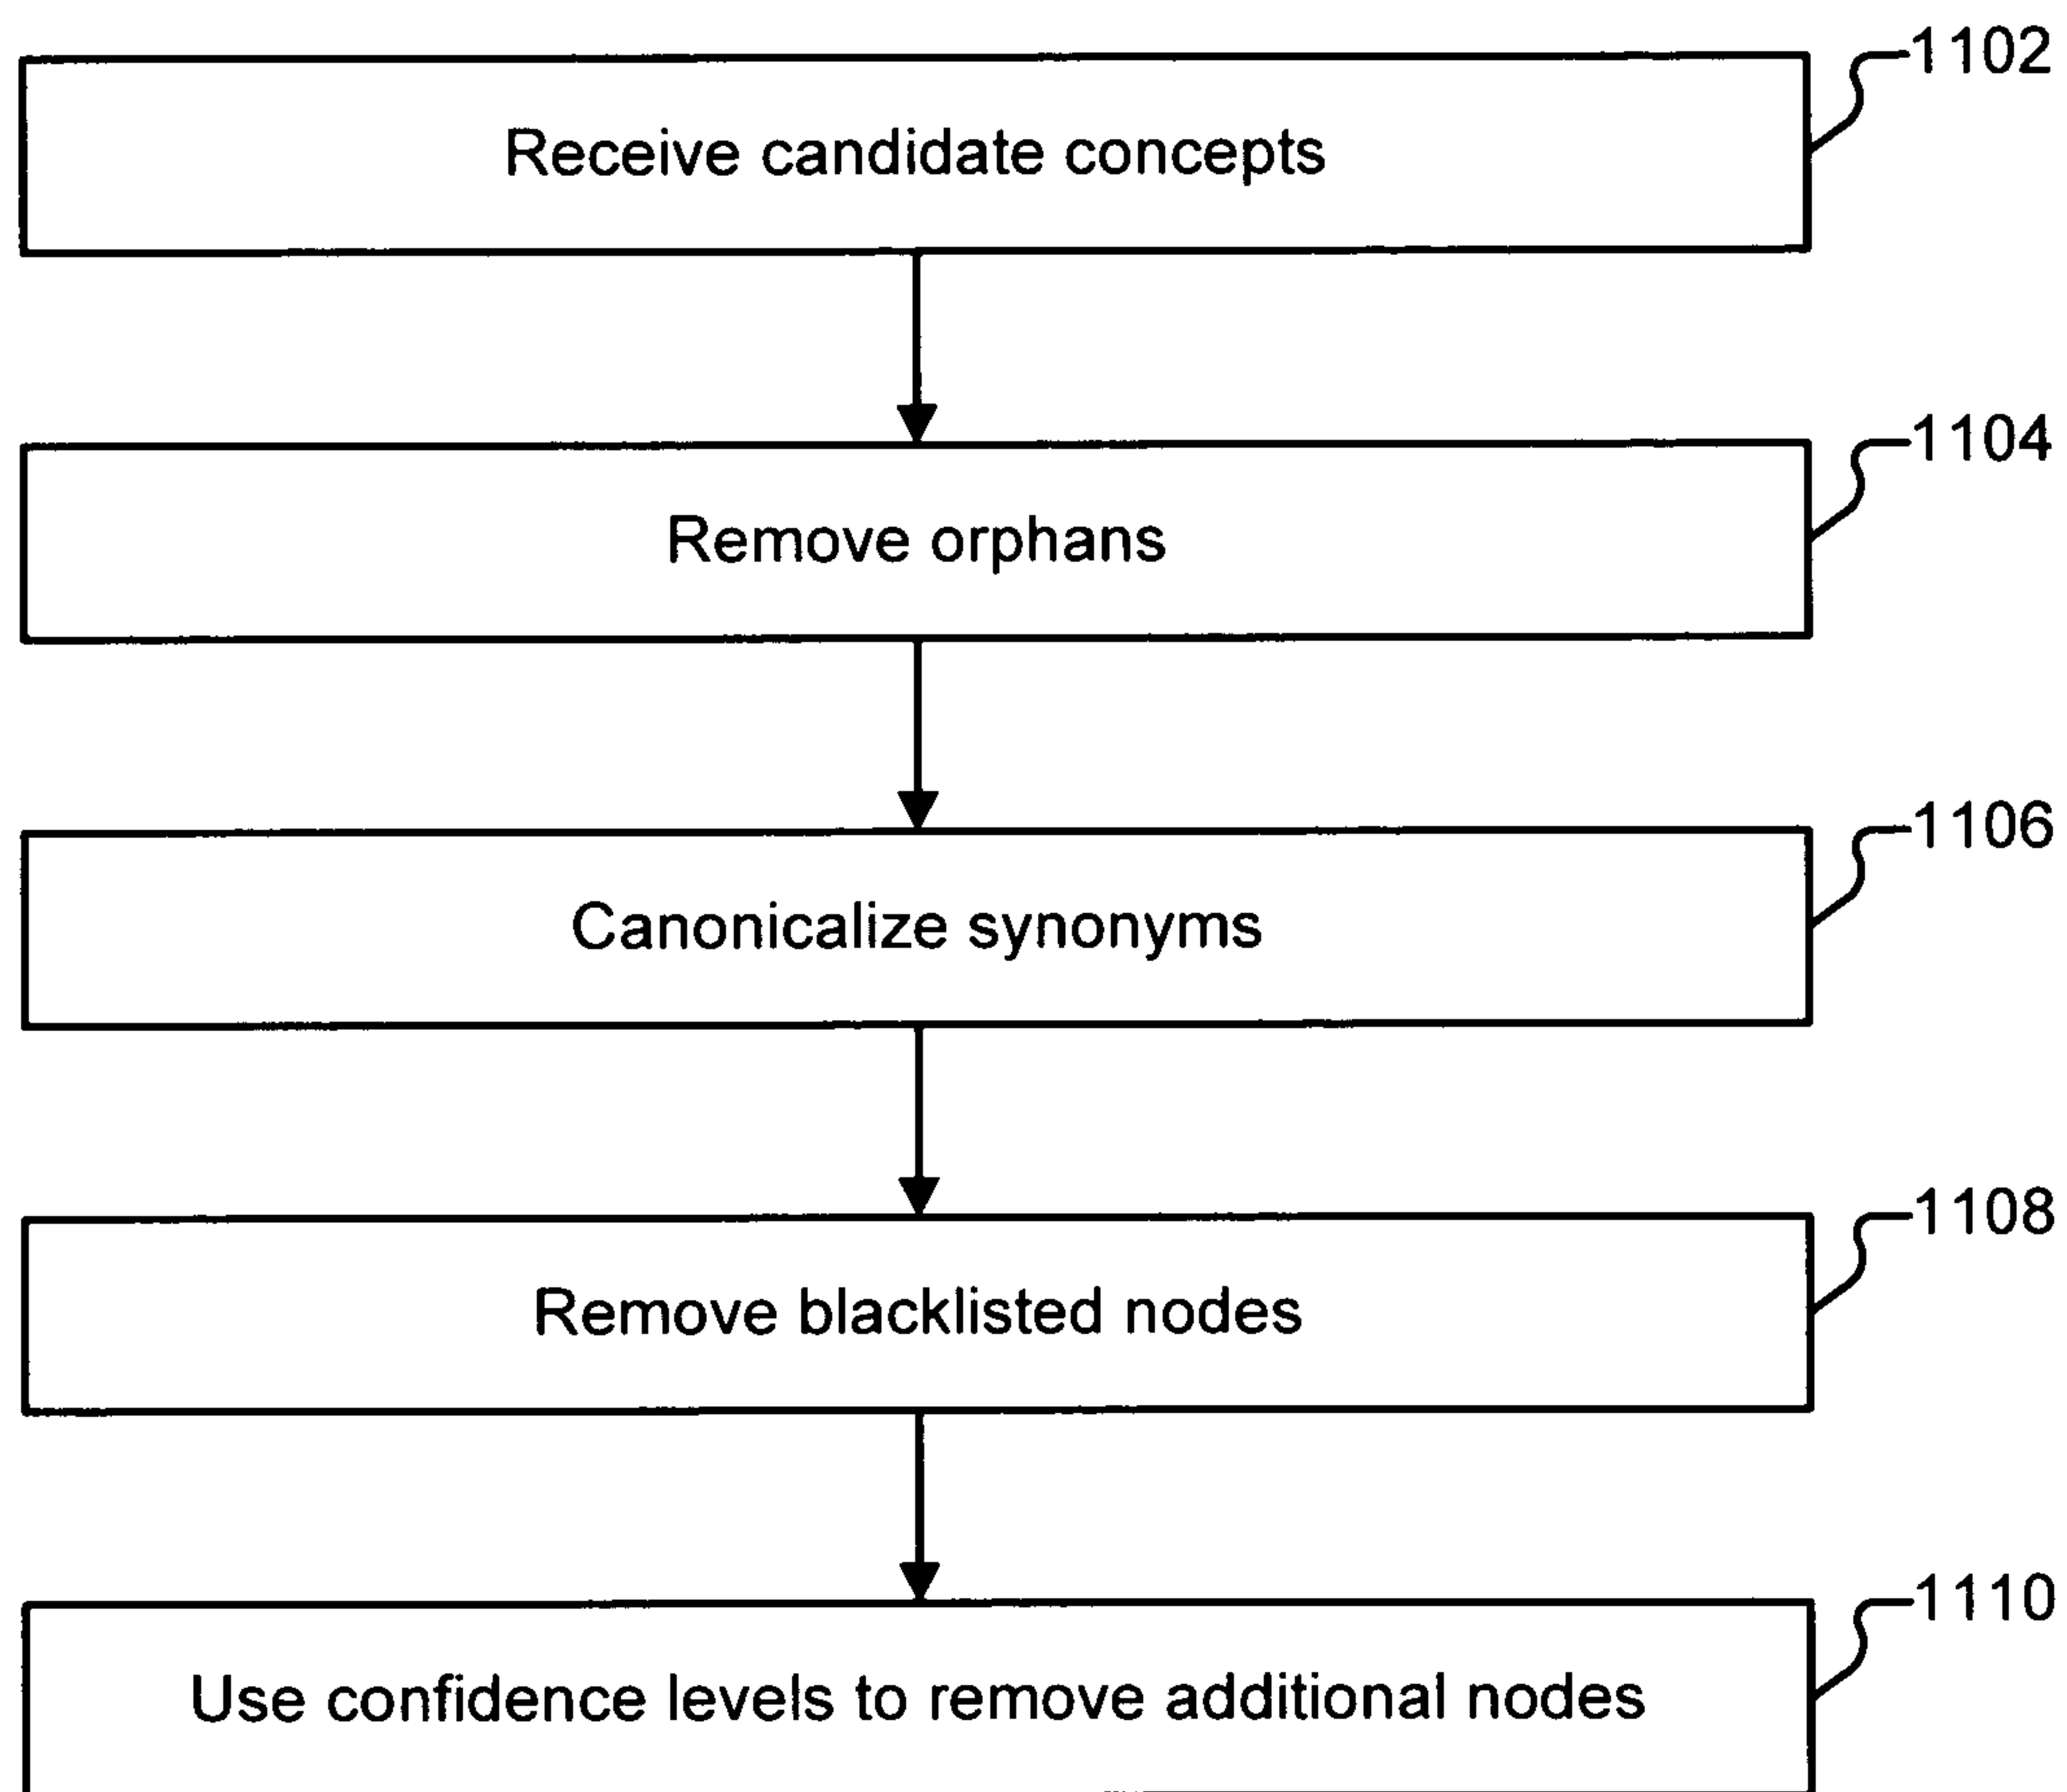 1102
Receive candidate concepts
1104
Remove orphans
1106
Canonicalize synonyms
1108
Remove blacklisted nodes
1110
Use confidence levels to remove additional nodes